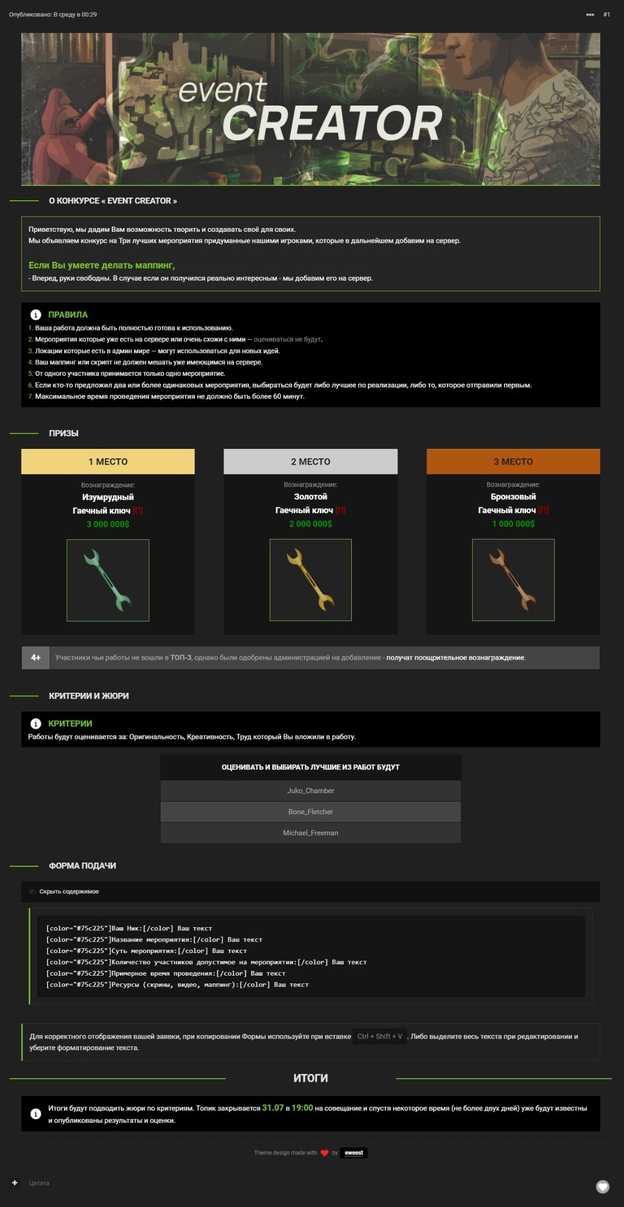 Опубликовано: В среду в 00:29
••• #1
event
CREATOR
О КОНКУРСЕ « EVENT CREATOR »
Приветствую, мы дадим Вам возможность творить и создавать своё для своих.
Мы объявляем конкурс на Три лучших мероприятия придуманные нашими игроками, которые в дальнейшем добавим на сервер.
Если Вы умеете делать маппинг,
- Вперед, руки свободны. В случае если он получился реально интересным - мы добавим его на сервер.
ПРАВИЛА
1. Ваша работа должна быть полностью готова к использованию.
2. Мероприятия которые уже есть на сервере или очень схожи с ними — оцениваться не будут.
3. Локации которые есть в админ мире — могут использоваться для новых идей.
4. Ваш маппинг или скрипт не должен мешать уже имеющимся на сервере.
5. От одного участника принимается только одно мероприятие.
6. Если кто-то предложил два или более одинаковых мероприятия, выбираться будет либо лучшее по реализации, либо то, которое отправили первым.
7. Максимальное время проведения мероприятия не должно быть более 60 минут.
ПРИЗЫ
1 МЕСТО
Вознаграждение:
Изумрудный
Гаечный ключ [П]
3 000 000$
2 МЕСТО
Вознаграждение:
Золотой
Гаечный ключ [П]
2 000 000$
3 МЕСТО
Вознаграждение:
Бронзовый
Гаечный ключ [П]
1 000 000$
4+ Участники чьи работы не вошли в ТОП-3, однако были одобрены администрацией на добавление - получат поощрительное вознаграждение.
КРИТЕРИИ И ЖЮРИ
КРИТЕРИИ
Работы будут оценивается за: Оригинальность, Креативность, Труд который Вы вложили в работу.
ОЦЕНИВАТЬ И ВЫБИРАТЬ ЛУЧШИЕ ИЗ РАБОТ БУДУТ
Juko_Chamber
Bone_Fletcher
Michael_Freeman
ФОРМА ПОДАЧИ
Скрыть содержимое
[color="#75c225"]Ваш Ник:[/color] Ваш текст
[color="#75c225"]Название мероприятия:[/color] Ваш текст
[color="#75c225"]Суть мероприятия:[/color] Ваш текст
[color="#75c225"]Количество участников допустимое на мероприятии:[/color] Ваш текст
[color="#75c225"]Примерное время проведения:[/color] Ваш текст
[color="#75c225"]Ресурсы (скрины, видео, маппинг):[/color] Ваш текст
Для корректного отображения вашей заявки, при копировании Формы используйте при вставке Ctrl + Shift + V . Либо выделите весь текста при редактировании и
уберите форматирование текста.
ИТОГИ
Итоги будут подводить жюри по критериям. Топик закрывается 31.07 в 19:00 на совещание и спустя некоторое время (не более двух дней) уже будут известны
и опубликованы результаты и оценки.
Theme design made with ❤ by eweest
+ Цитата